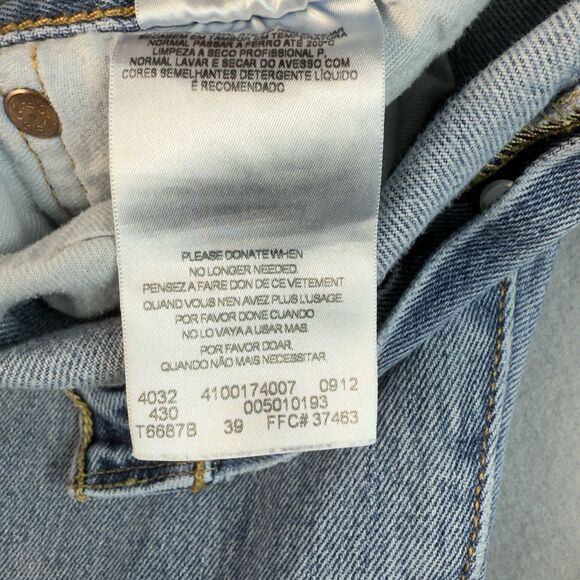 NORMAL PASSAR A FERRO ATÉ 200°C
LIMPEZA A SECO PROFISSIONAL P.
NORMAL LAVAR E SECAR DO AVESSO COM
CORES SEMELHANTES DETERGENTE LÍQUIDO
É RECOMENDADO
PLEASE DONATE WHEN
NO LONGER NEEDED.
PENSEZ A FAIRE DON DE CE VETEMENT
QUAND VOUS N'EN AVEZ PLUS L'USAGE
POR FAVOR DONE CUANDO
NO LO VAYA A USAR MAS.
POR FAVOR DOAR,
QUANDO NÃO MAIS NECESSITAR.
4032 4100174007 0912
430 005010193
T6687B 39 FFC# 37463